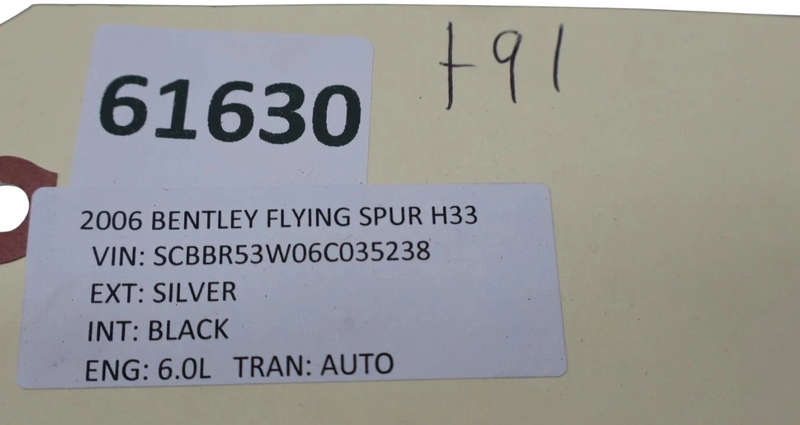 61630
+91
2006 BENTLEY FLYING SPUR H33
VIN: SCBBR53W06C035238
EXT: SILVER
INT: BLACK
ENG: 6.0L TRAN: AUTO